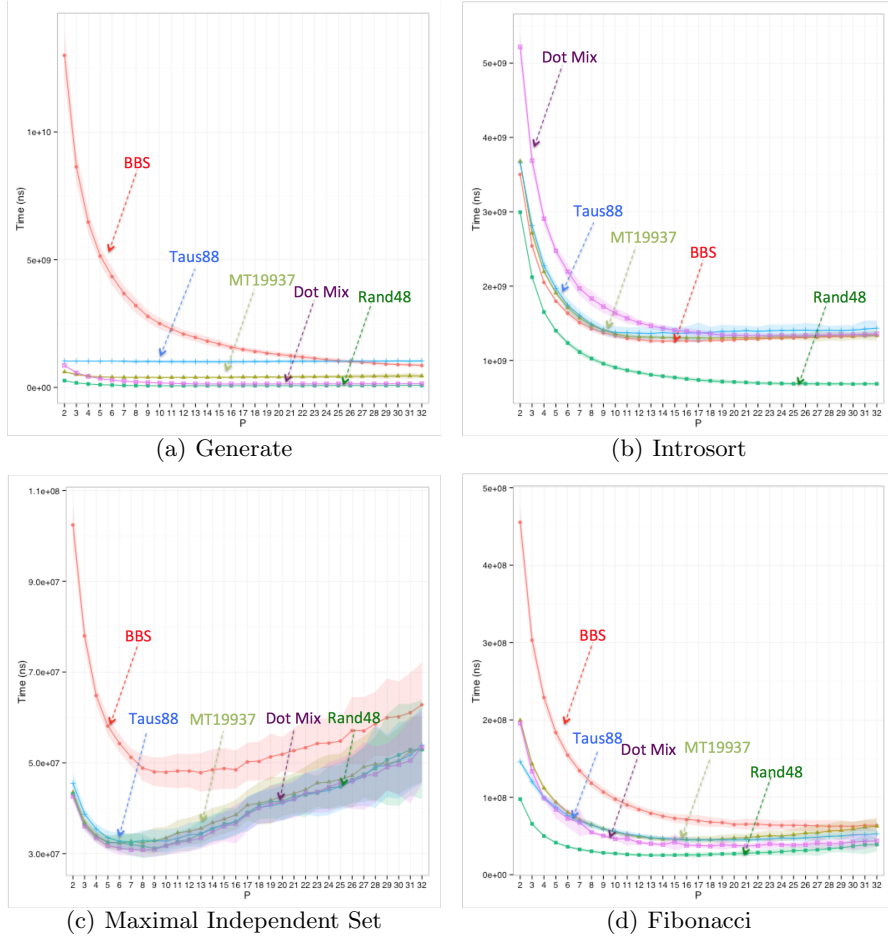 1e+10
5e+09
0e+00
Time (ns)
BBS
Taus88
MT19937
Dot Mix
Rand48
2 3 4 5 6 7 8 9 10 11 12 13 14 15 16 17 18 19 20 21 22 23 24 25 26 27 28 29 30 31 32
P
(a) Generate
5e+09
3e+09
1e+09
Time (ns)
Dot Mix
Taus88
MT19937
BBS
Rand48
2 3 4 5 6 7 8 9 10 11 12 13 14 15 16 17 18 19 20 21 22 23 24 25 26 27 28 29 30 31 32
P
(b) Introsort
1.1e+08
9.0e+07
7.0e+07
5.0e+07
3.0e+07
Time (ns)
BBS
Taus88 MT19937 Dot Mix Rand48
2 3 4 5 6 7 8 9 10 11 12 13 14 15 16 17 18 19 20 21 22 23 24 25 26 27 28 29 30 31 32
P
(c) Maximal Independent Set
5e+08
4e+08
3e+08
2e+08
1e+08
0e+00
Time (ns)
BBS
Taus88
Dot Mix
MT19937
Rand48
2 3 4 5 6 7 8 9 10 11 12 13 14 15 16 17 18 19 20 21 22 23 24 25 26 27 28 29 30 31 32
P
(d) Fibonacci